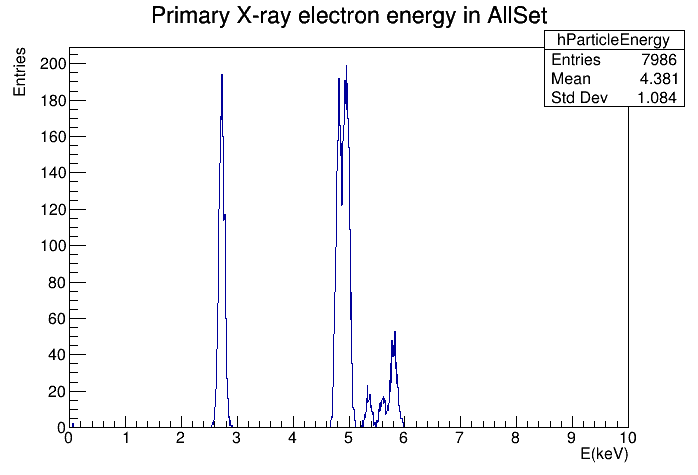 Primary X-ray electron energy in AllSet
hParticleEnergy
Entries 7986
Mean 4.381
Std Dev 1.084
Entries
200
180
160
140
120
100
80
60
40
20
0
0 1 2 3 4 5 6 7 8 9 10
E(keV)